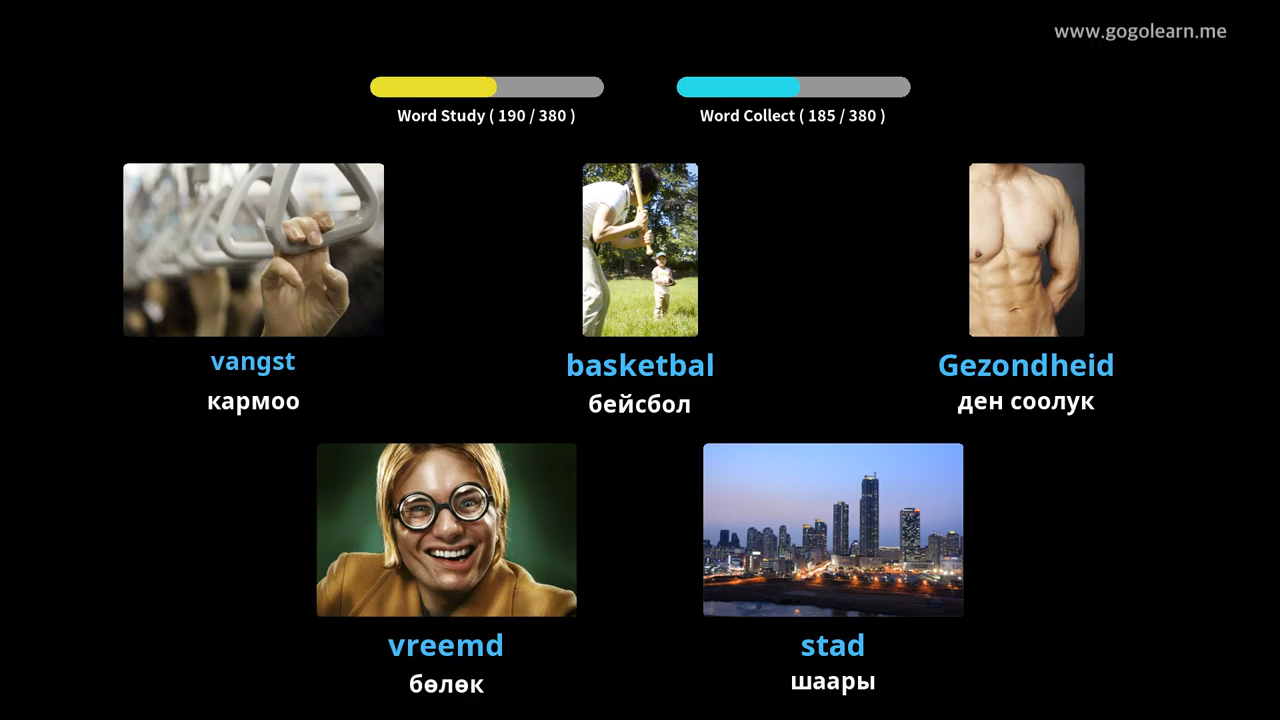 www.gogolearn.me
Word Study ( 190 / 380 )
Word Collect ( 185 / 380 )
vangst
кармоо
basketbal
бейсбол
Gezondheid
ден соолук
vreemd
бөлөк
stad
шаары